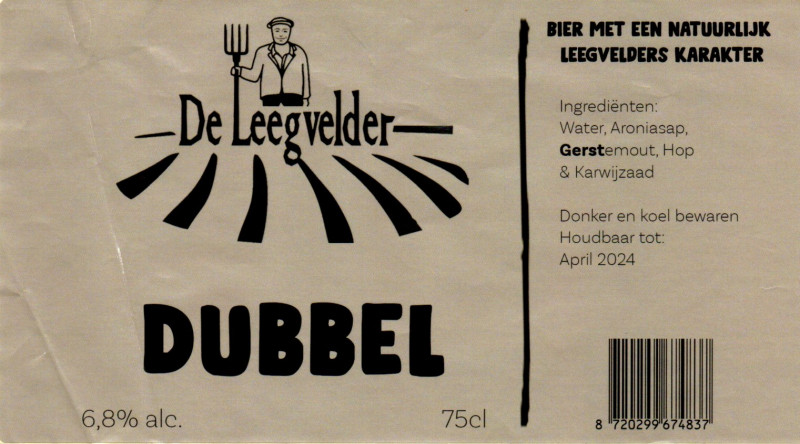 De Leegvelder
DUBBEL
6,8% alc.
75cl
BIER MET EEN NATUURLIJK
LEEGVELDERS KARAKTER
Ingrediënten:
Water, Aroniasap,
Gerstemout, Hop
& Karwijzaad
Donker en koel bewaren
Houdbaar tot:
April 2024
8 720299 674837